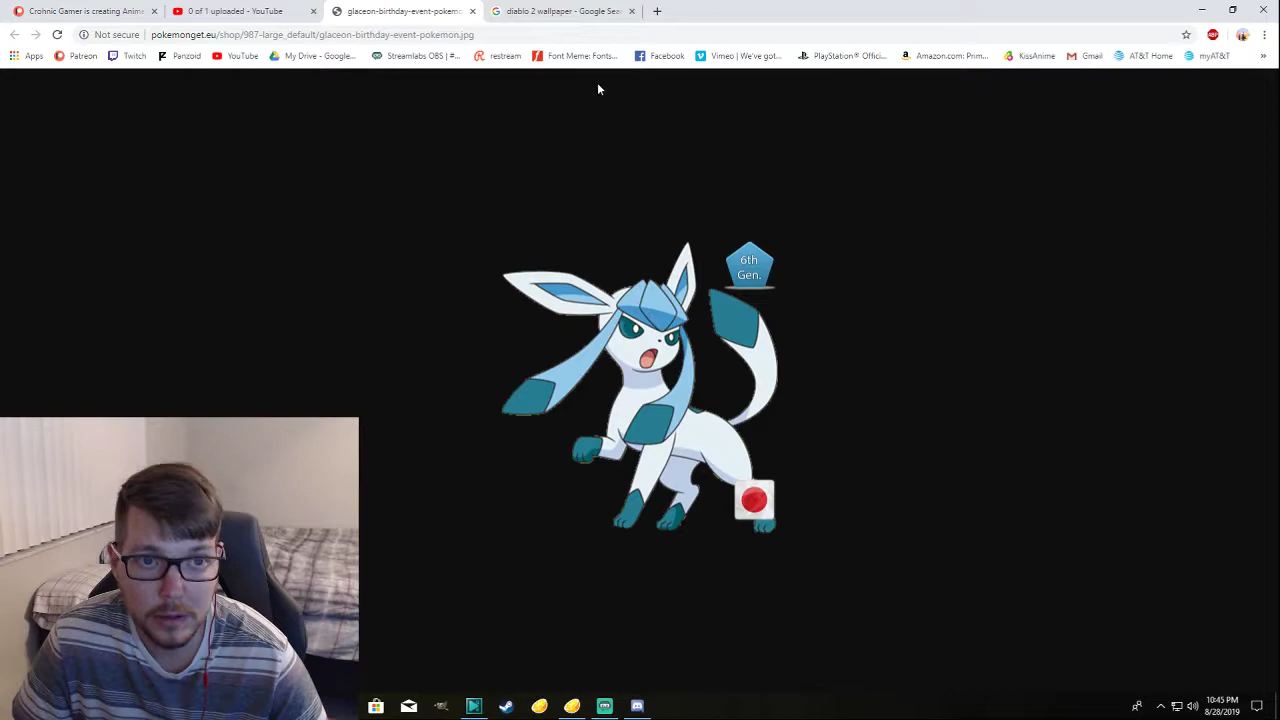 Crohnic Gamer is creating Anime
0 of 1 uploaded - YouTube
glaceon-birthday-event-pokemo
diablo 2 wallpaper - Google Sea
Not secure
pokemonget.eu/shop/987-large_default/glaceon-birthday-event-pokemon.jpg
ABP
Apps
Patreon
Twitch
Panzoid
YouTube
My Drive - Google...
Streamlabs OBS | #...
restream
Font Meme: Fonts...
Facebook
Vimeo | We've got...
PlayStation® Offici...
Amazon.com: Prim...
KissAnime
Gmail
AT&T Home
myAT&T
»
6th
Gen.
10:45 PM
8/28/2019